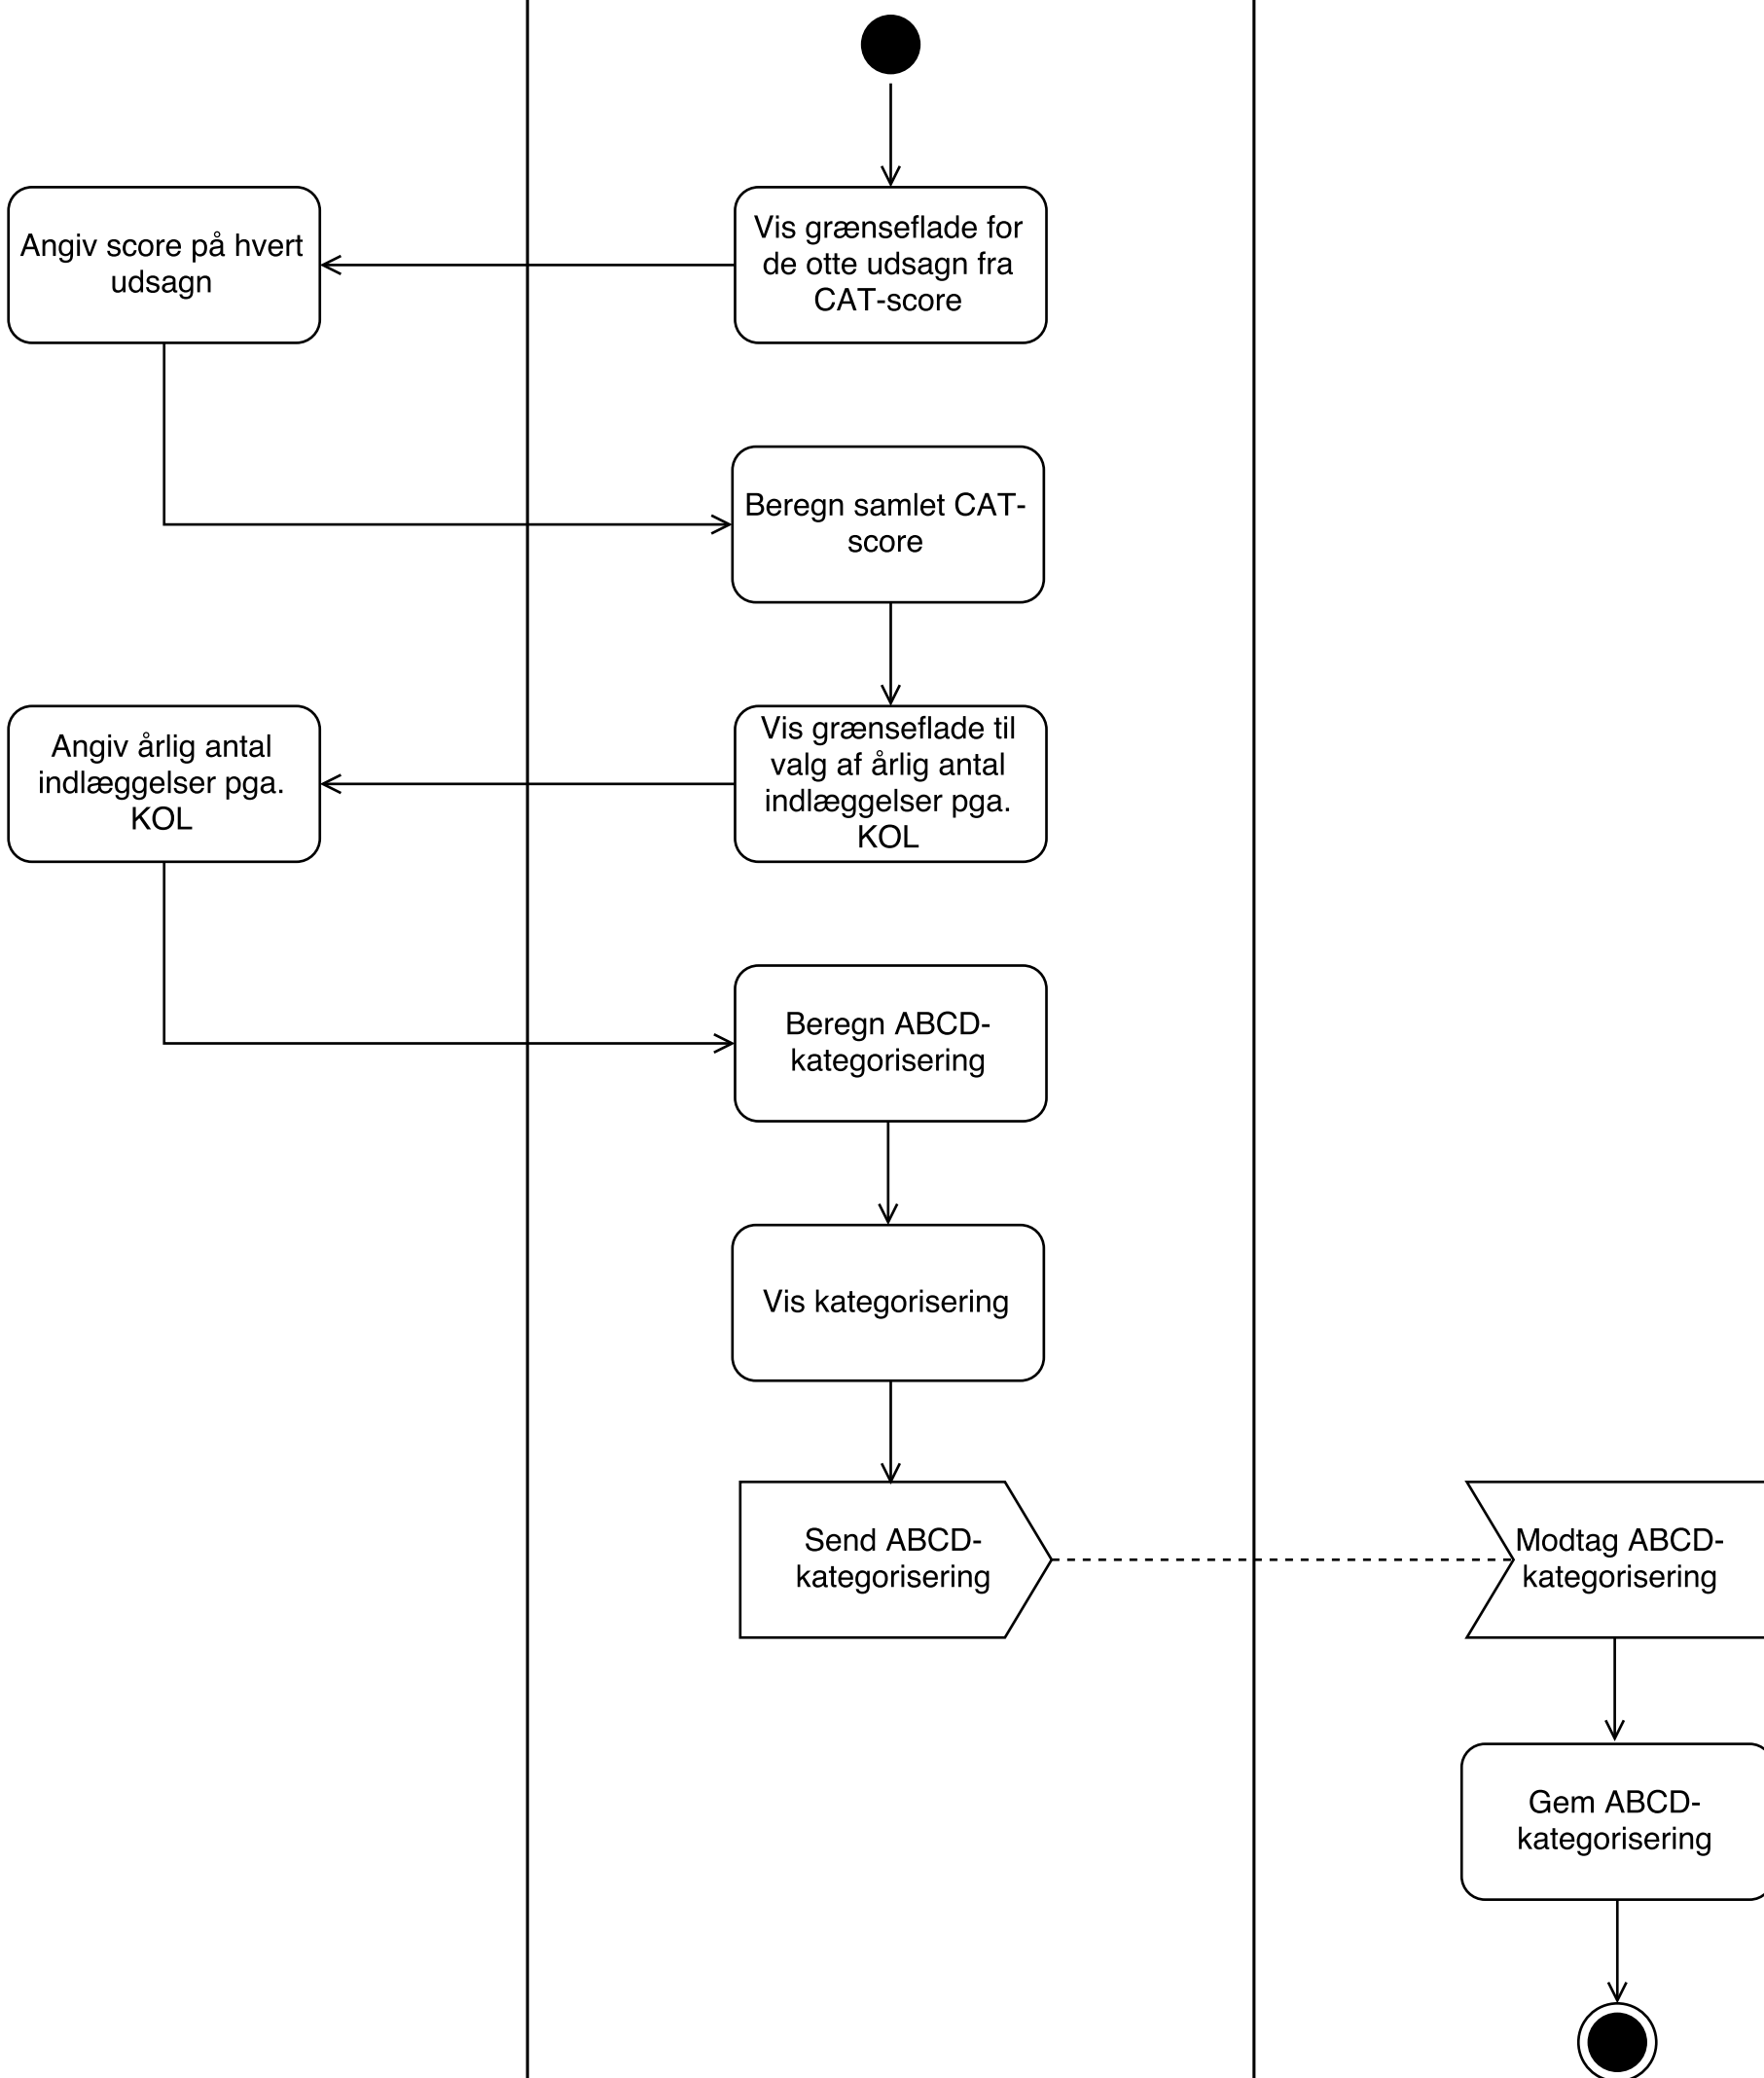 Vis grænseflade for
de otte udsagn fra
CAT-score
Angiv score på hvert
udsagn
Beregn samlet CAT-
score
Vis grænseflade til
valg af årlig antal
indlæggelser pga.
KOL
Angiv årlig antal
indlæggelser pga.
KOL
Beregn ABCD-
kategorisering
Vis kategorisering
Send ABCD-
kategorisering
Modtag ABCD-
kategorisering
Gem ABCD-
kategorisering